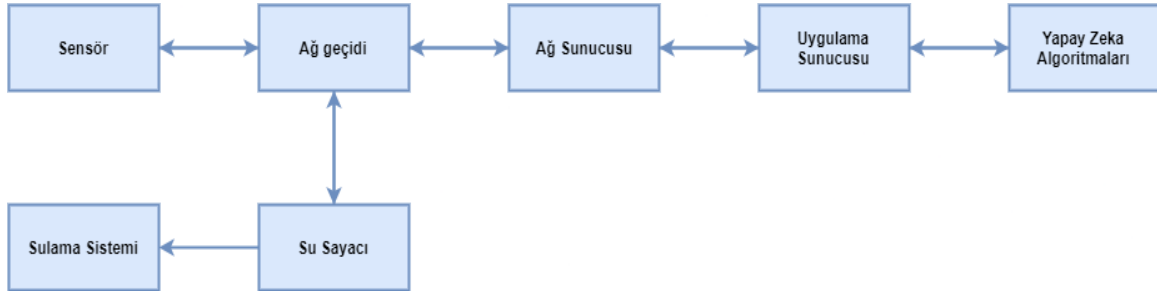 Sensör
Ağ geçidi
Ağ Sunucusu
Uygulama
Sunucusu
Yapay Zeka
Algoritmaları
Sulama Sistemi
Su Sayacı